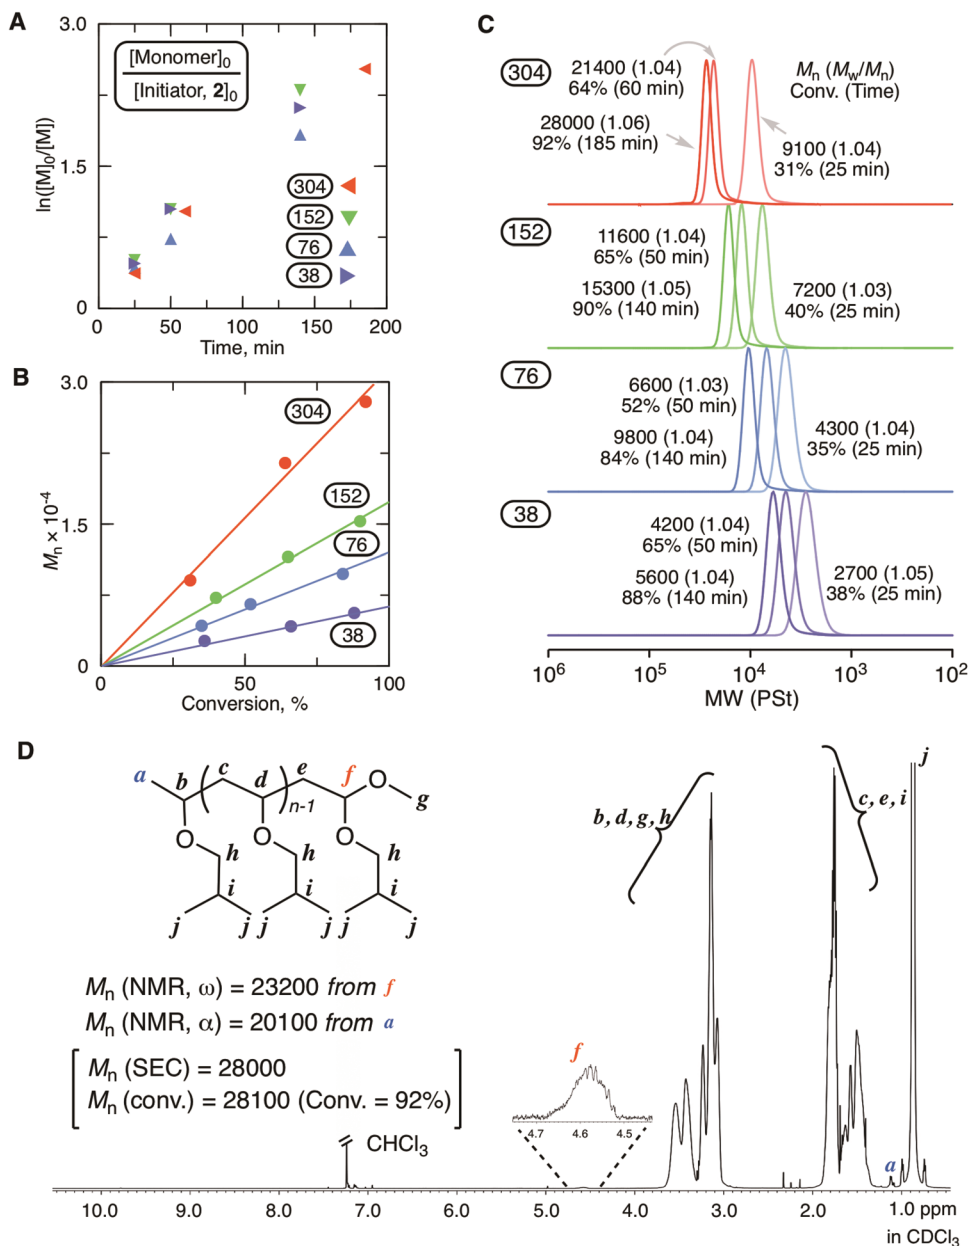 A
3.0
[Monomer]0
[Initiator, 2]0
ln([M]0/[M])
1.5
304
152
76
38
0
0 50 100 150 200
Time, min
B
3.0
304
Mn × 10-4
152
1.5
76
38
0
0 50 100
Conversion, %
C
304
21400 (1.04)
64% (60 min)
Mn (Mw/Mn)
Conv. (Time)
28000 (1.06)
92% (185 min)
9100 (1.04)
31% (25 min)
152
11600 (1.04)
65% (50 min)
15300 (1.05)
90% (140 min)
7200 (1.03)
40% (25 min)
76
6600 (1.03)
52% (50 min)
9800 (1.04)
84% (140 min)
4300 (1.04)
35% (25 min)
38
4200 (1.04)
65% (50 min)
5600 (1.04)
88% (140 min)
2700 (1.05)
38% (25 min)
10⁶ 10⁵ 10⁴ 10³ 10²
MW (PSt)
D
a b c d e f O g
n-1
O O O
h h h
i i i
j j j j j j
Mn (NMR, ω) = 23200 from f
Mn (NMR, α) = 20100 from a
Mn (SEC) = 28000
Mn (conv.) = 28100 (Conv. = 92%)
CHCl3
f
4.7 4.6 4.5
b, d, g, h
c, e, i
j
a
10.0 9.0 8.0 7.0 6.0 5.0 4.0 3.0 2.0 1.0 ppm
in CDCl3